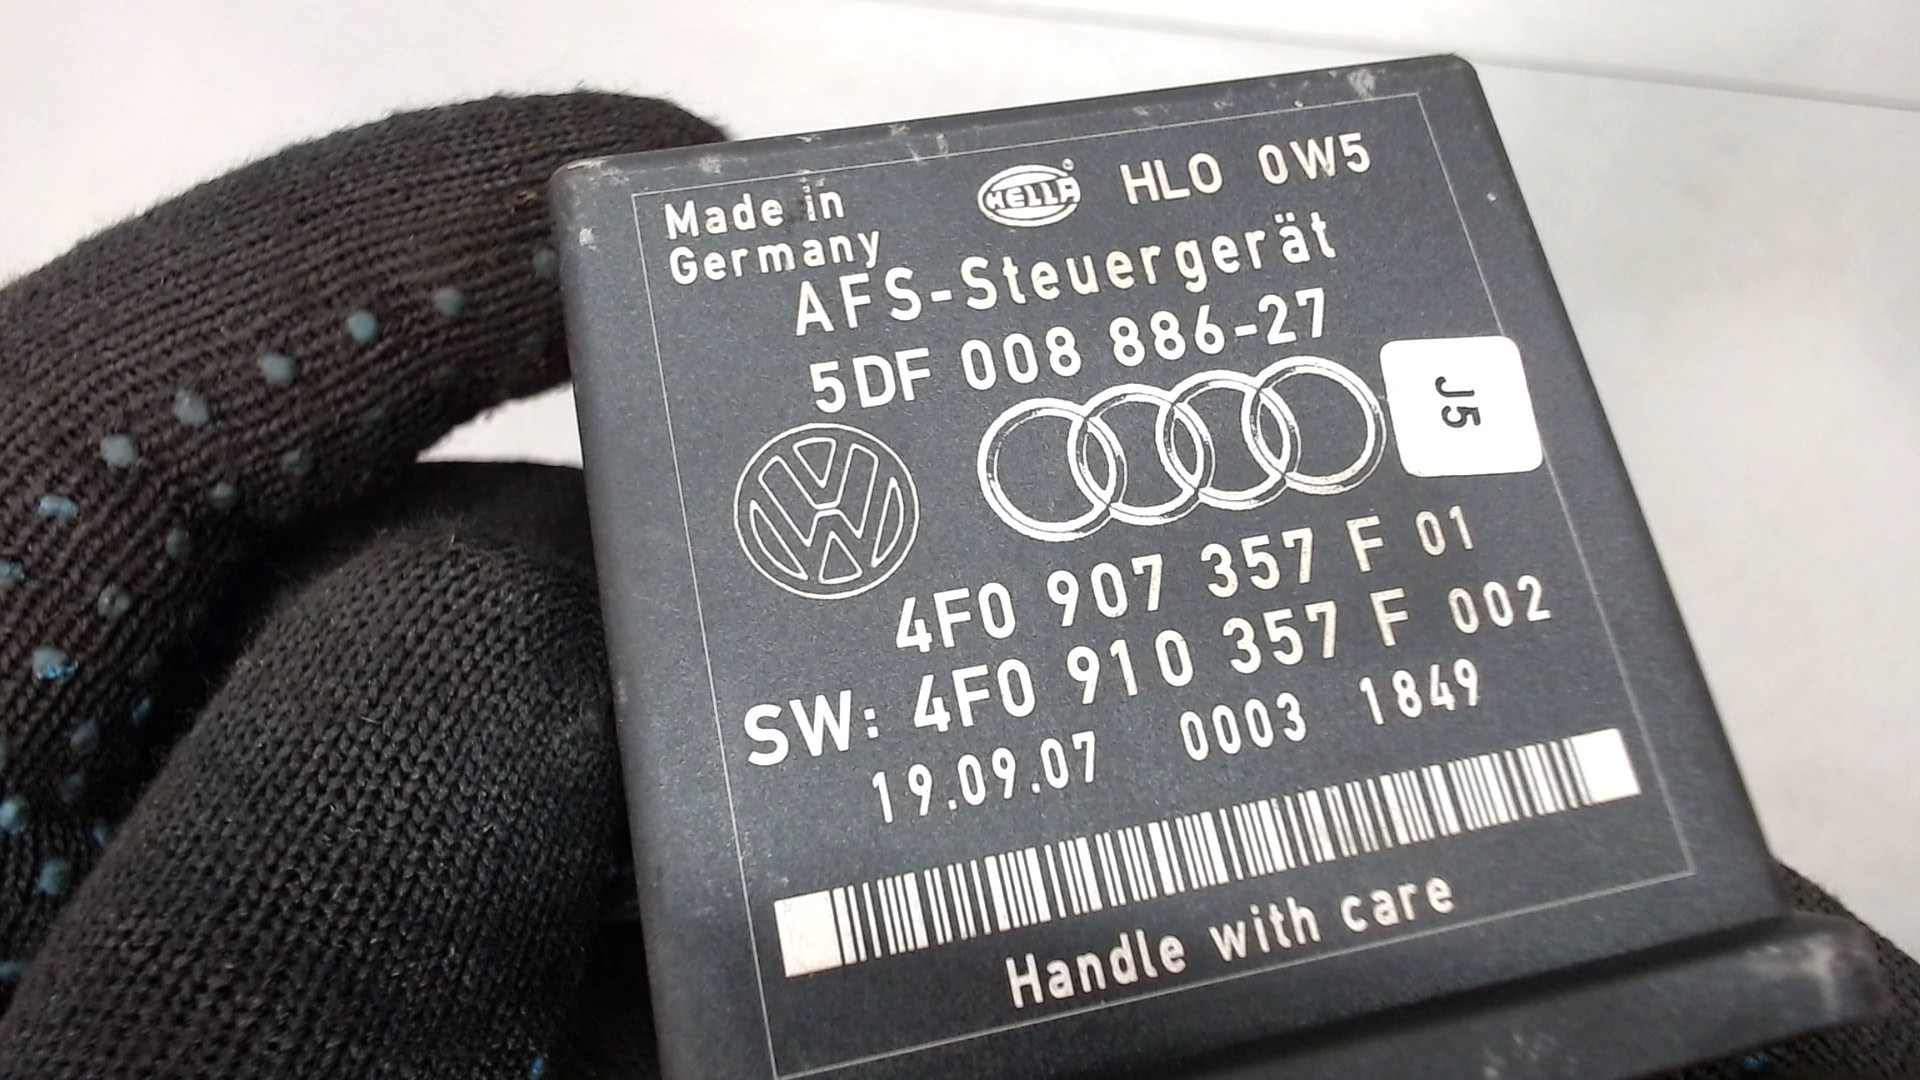 Made in
Germany
HELLA HLO 0W5
AFS-Steuergerät
5DF 008 886-27
J5
4F0 907 357 F 01
SW: 4F0 910 357 F 002
19.09.07 0003 1849
Handle with care